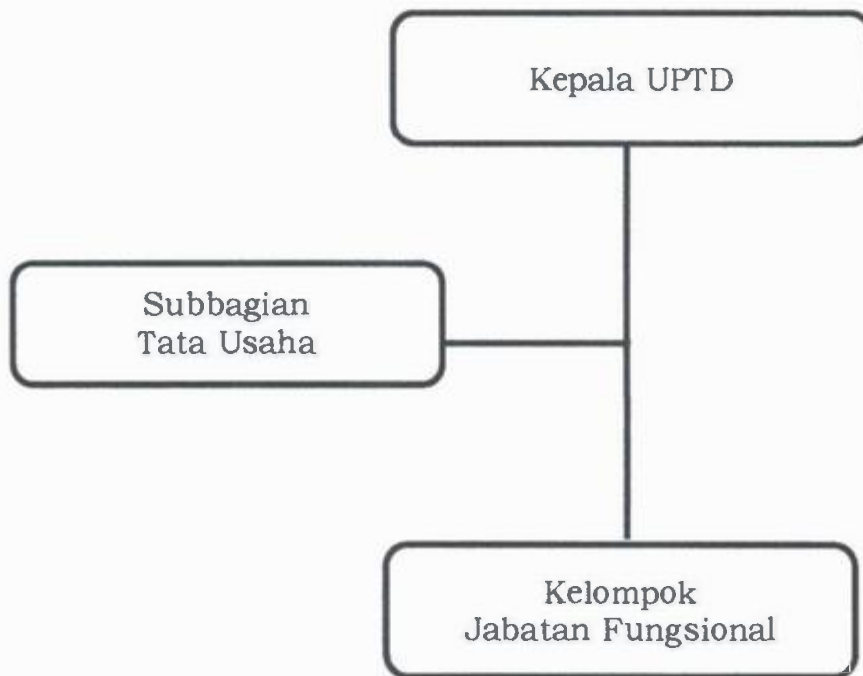 Kepala UPTD
Subbagian
Tata Usaha
Kelompok
Jabatan Fungsional